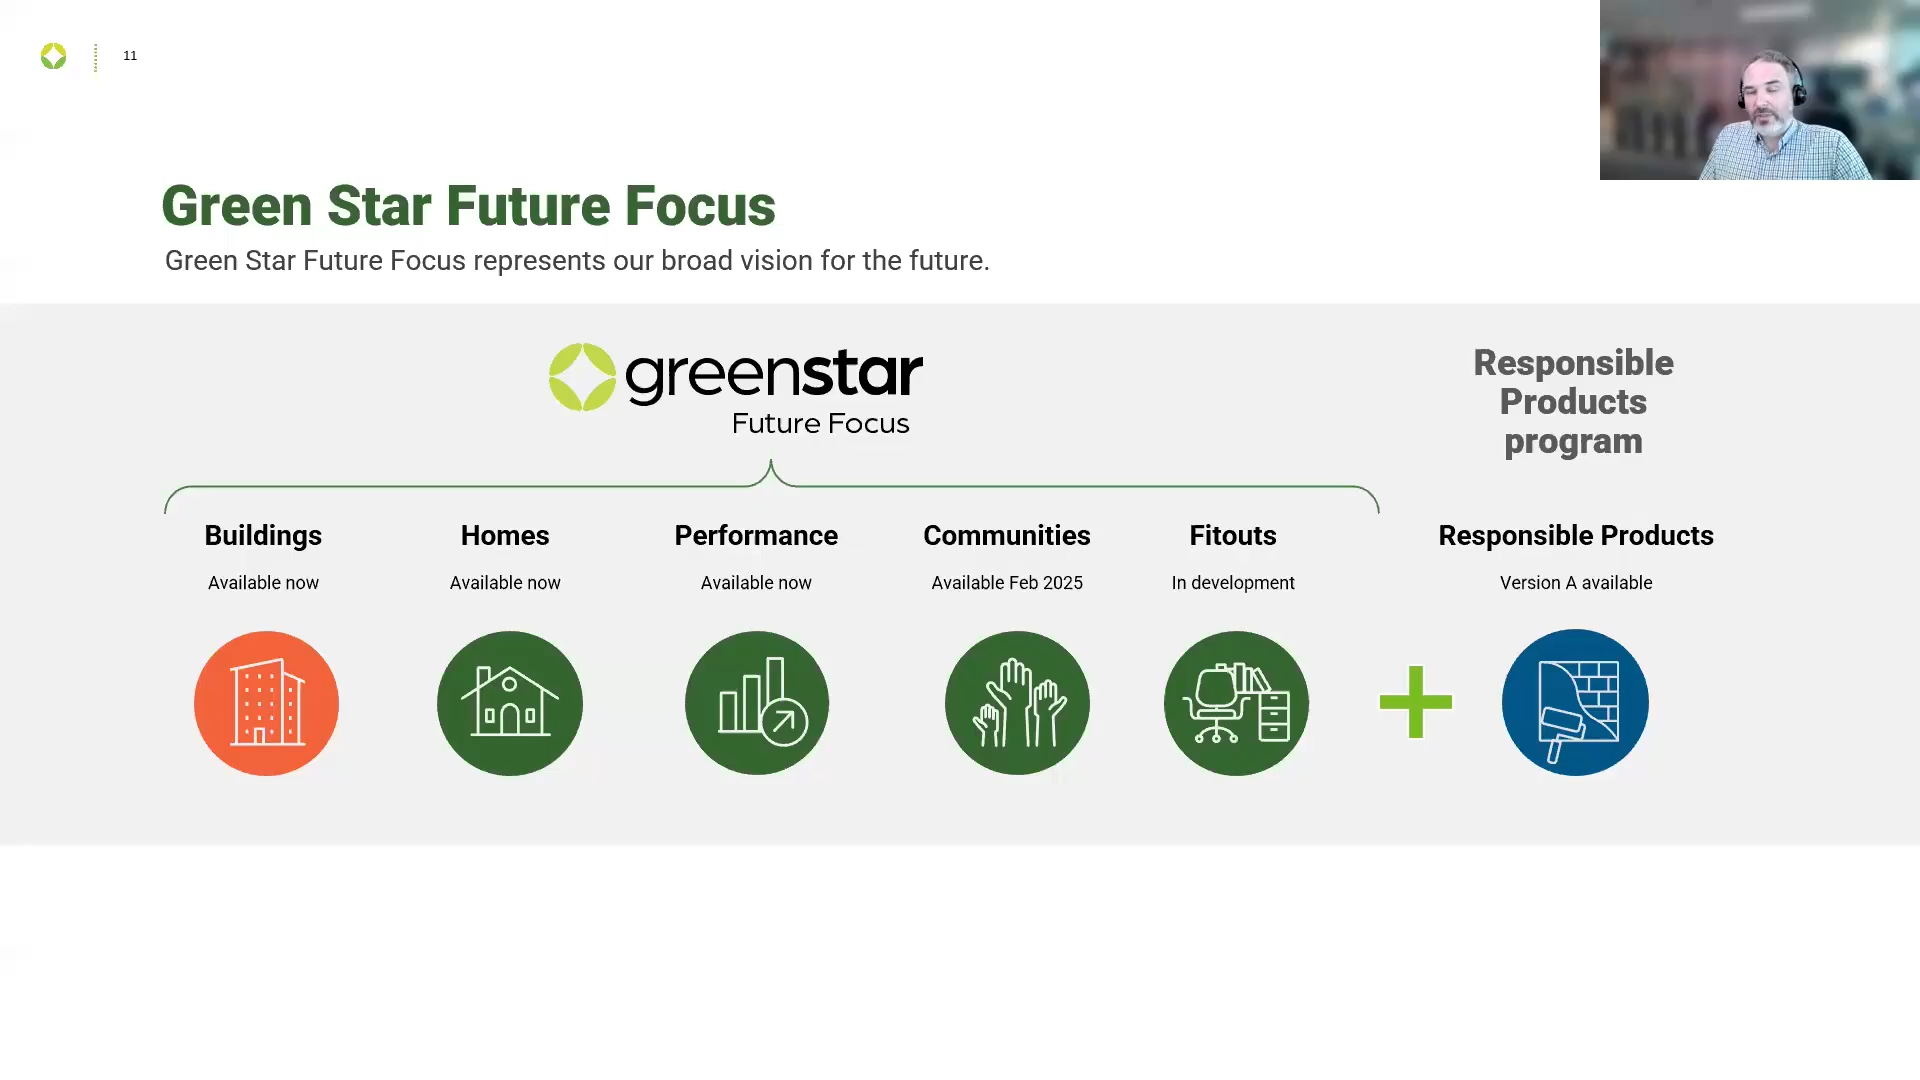 11
Green Star Future Focus
Green Star Future Focus represents our broad vision for the future.
greenstar
Future Focus
Responsible
Products
program
Buildings
Available now
Homes
Available now
Performance
Available now
Communities
Available Feb 2025
Fitouts
In development
Responsible Products
Version A available